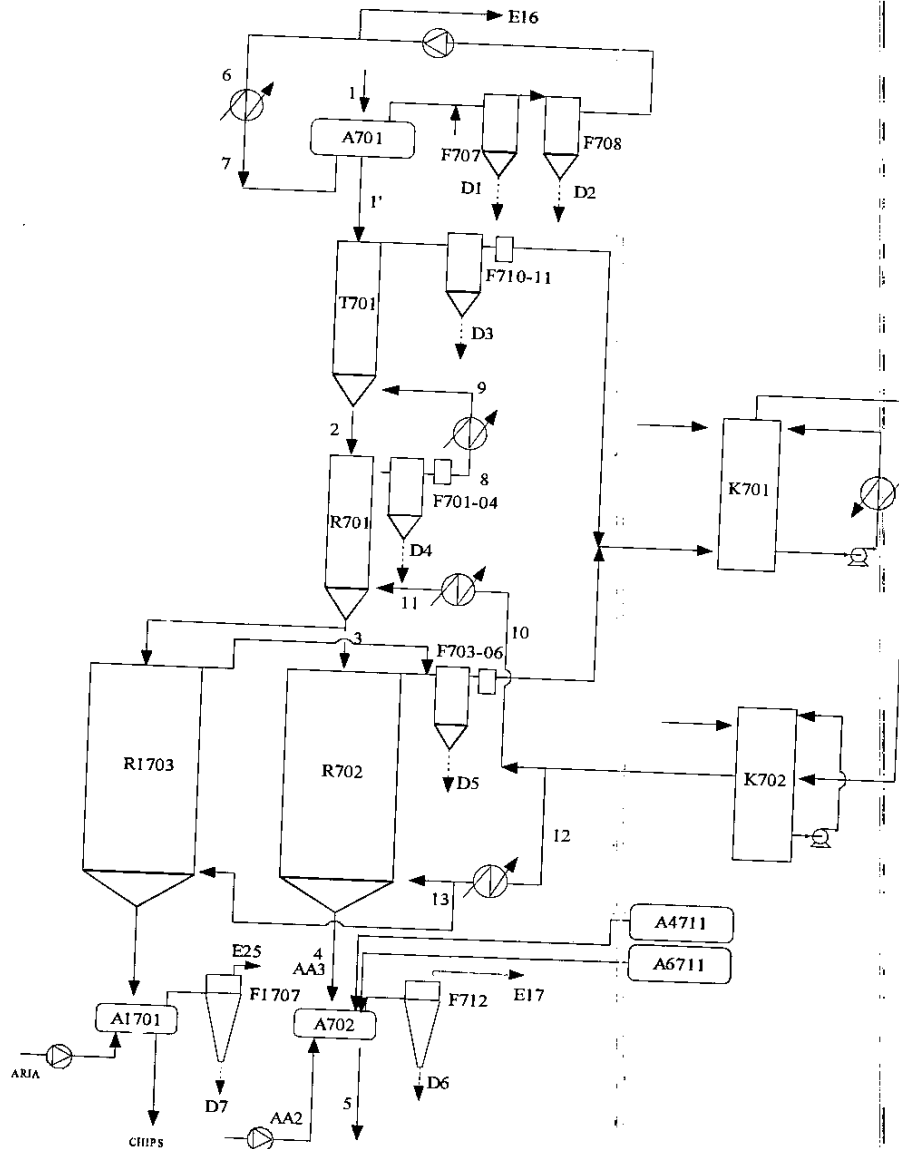 E16
6
1
A701
F707
F708
7
D1
D2
1'
F710-11
T701
D3
9
2
8
K701
F701-04
R701
D4
11
10
3
F703-06
R1703
R702
D5
K702
12
13
A4711
E25
4
AA3
A6711
F1707
F712
E17
A1701
A702
ARIA
D6
D7
AA2
5
CHIPS